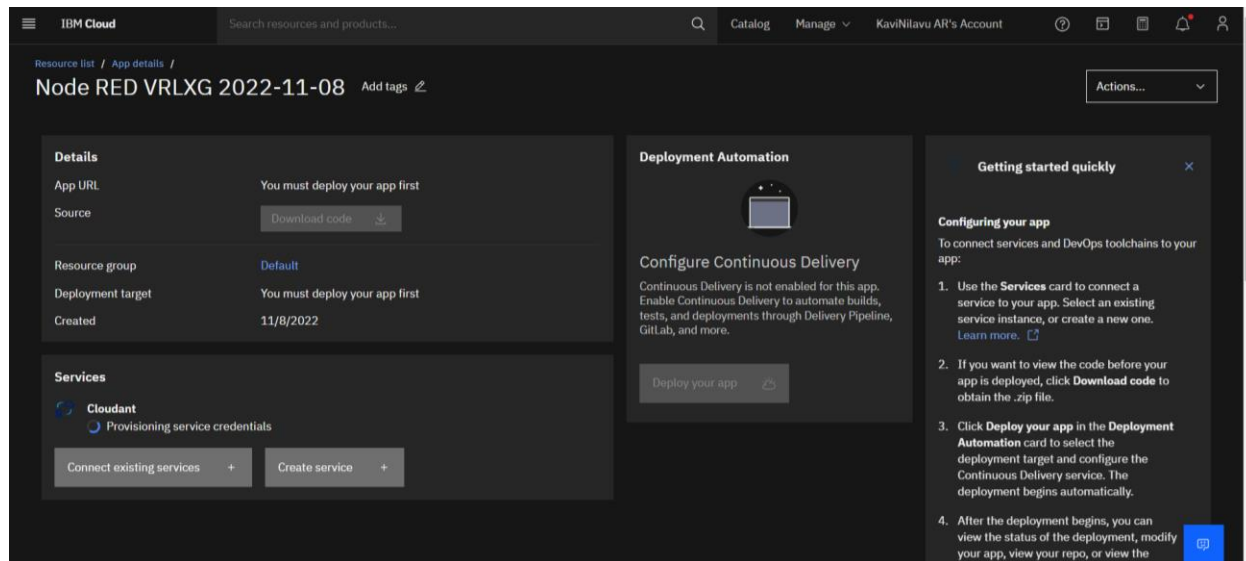 IBM Cloud
Search resources and products...
Catalog
Manage
KaviNilavu AR's Account
Resource list / App details /
Node RED VRLXG 2022-11-08
Add tags
Actions...
Details
App URL
You must deploy your app first
Source
Download code
Resource group
Default
Deployment target
You must deploy your app first
Created
11/8/2022
Services
Cloudant
Provisioning service credentials
Connect existing services +
Create service +
Deployment Automation
Configure Continuous Delivery
Continuous Delivery is not enabled for this app.
Enable Continuous Delivery to automate builds,
tests, and deployments through Delivery Pipeline,
GitLab, and more.
Deploy your app
Getting started quickly
Configuring your app
To connect services and DevOps toolchains to your
app:
1. Use the Services card to connect a
service to your app. Select an existing
service instance, or create a new one.
Learn more.
2. If you want to view the code before your
app is deployed, click Download code to
obtain the .zip file.
3. Click Deploy your app in the Deployment
Automation card to select the
deployment target and configure the
Continuous Delivery service. The
deployment begins automatically.
4. After the deployment begins, you can
view the status of the deployment, modify
your app, view your repo, or view the